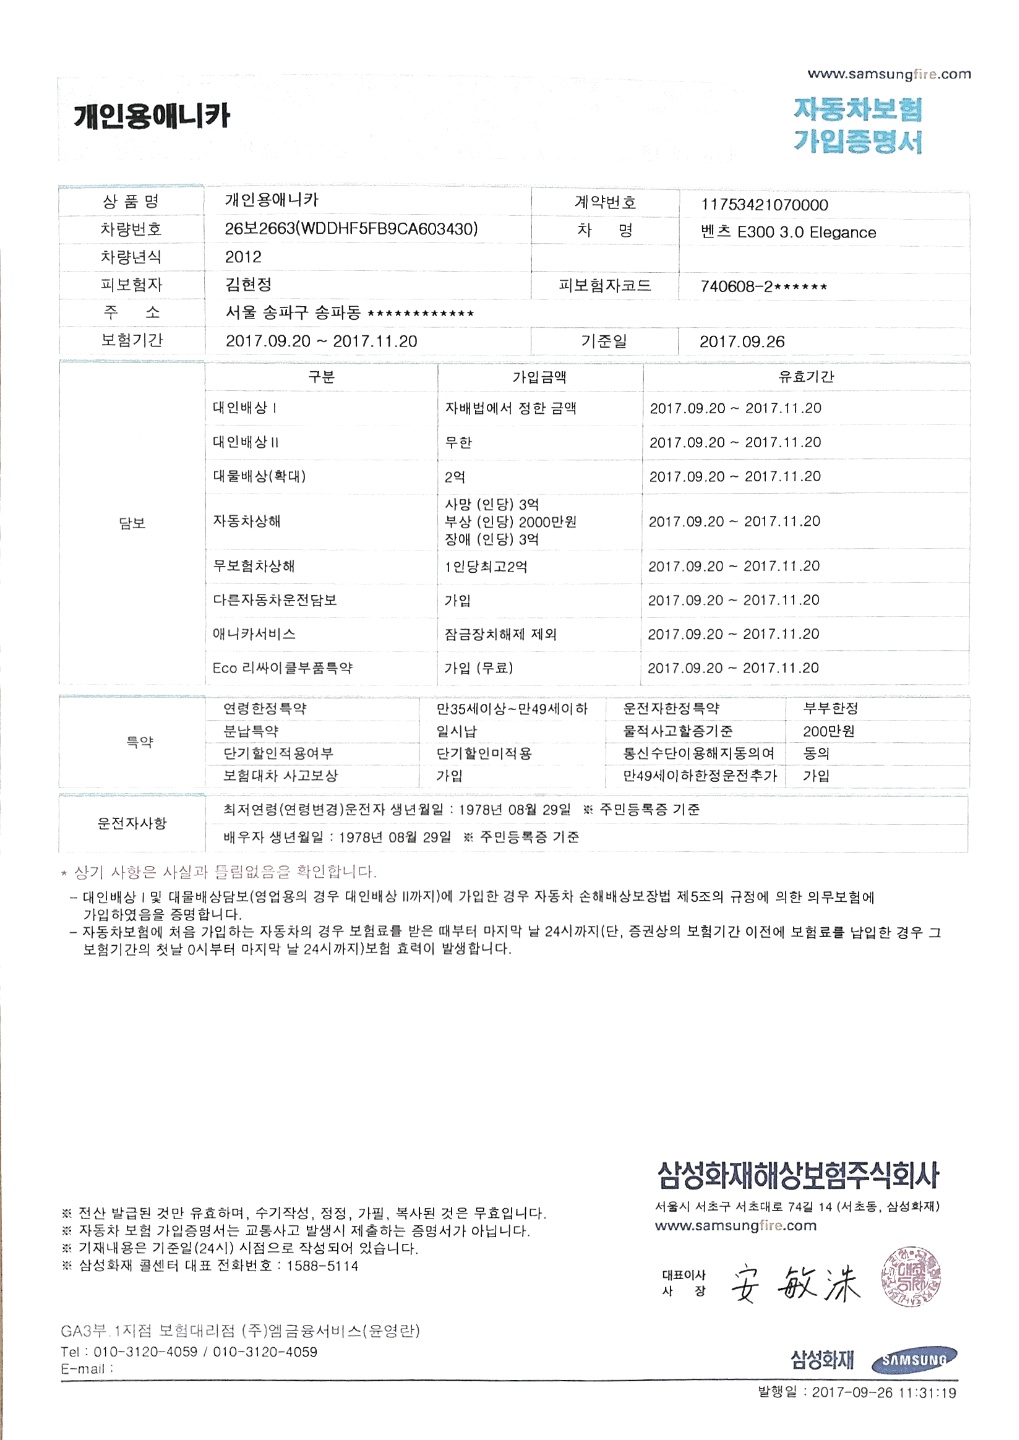 www.samsungfire.com
개인용애니카
자동차보험
가입증명서
상 품 명 개인용애니카 계약번호 11753421070000
차량번호 26보2663(WDDHF5FB9CA603430) 차 명 벤츠 E300 3.0 Elegance
차량년식 2012
피보험자 김현정 피보험자코드 740608-2******
주 소 서울 송파구 송파동 ************
보험기간 2017.09.20 ~ 2017.11.20 기준일 2017.09.26
담보
구분 가입금액 유효기간
대인배상 I 자배법에서 정한 금액 2017.09.20 ~ 2017.11.20
대인배상 II 무한 2017.09.20 ~ 2017.11.20
대물배상(확대) 2억 2017.09.20 ~ 2017.11.20
자동차상해 사망 (인당) 3억
부상 (인당) 2000만원 2017.09.20 ~ 2017.11.20
장애 (인당) 3억
무보험차상해 1인당최고2억 2017.09.20 ~ 2017.11.20
다른자동차운전담보 가입 2017.09.20 ~ 2017.11.20
애니카서비스 잠금장치해제 제외 2017.09.20 ~ 2017.11.20
Eco 리싸이클부품특약 가입 (무료) 2017.09.20 ~ 2017.11.20
특약
연령한정특약 만35세이상~만49세이하 운전자한정특약 부부한정
분납특약 일시납 물적사고할증기준 200만원
단기할인적용여부 단기할인미적용 통신수단이용해지동의여 동의
보험대차 사고보상 가입 만49세이하한정운전추가 가입
운전자사항
최저연령(연령변경)운전자 생년월일 : 1978년 08월 29일 ※ 주민등록증 기준
배우자 생년월일 : 1978년 08월 29일 ※ 주민등록증 기준
* 상기 사항은 사실과 틀림없음을 확인합니다.
- 대인배상 I 및 대물배상담보(영업용의 경우 대인배상 II까지)에 가입한 경우 자동차 손해배상보장법 제5조의 규정에 의한 의무보험에
가입하였음을 증명합니다.
- 자동차보험에 처음 가입하는 자동차의 경우 보험료를 받은 때부터 마지막 날 24시까지(단, 증권상의 보험기간 이전에 보험료를 납입한 경우 그
보험기간의 첫날 0시부터 마지막 날 24시까지)보험 효력이 발생합니다.
삼성화재해상보험주식회사
서울시 서초구 서초대로 74길 14 (서초동, 삼성화재)
www.samsungfire.com
※ 전산 발급된 것만 유효하며, 수기작성, 정정, 가필, 복사된 것은 무효입니다.
※ 자동차 보험 가입증명서는 교통사고 발생시 제출하는 증명서가 아닙니다.
※ 기재내용은 기준일(24시) 시점으로 작성되어 있습니다.
※ 삼성화재 콜센터 대표 전화번호 : 1588-5114
대표이사
사 장 安敏洙
GA3부.1지점 보험대리점 (주)엠금융서비스(윤영란)
Tel : 010-3120-4059 / 010-3120-4059
E-mail :
삼성화재 SAMSUNG
발행일 : 2017-09-26 11:31:19